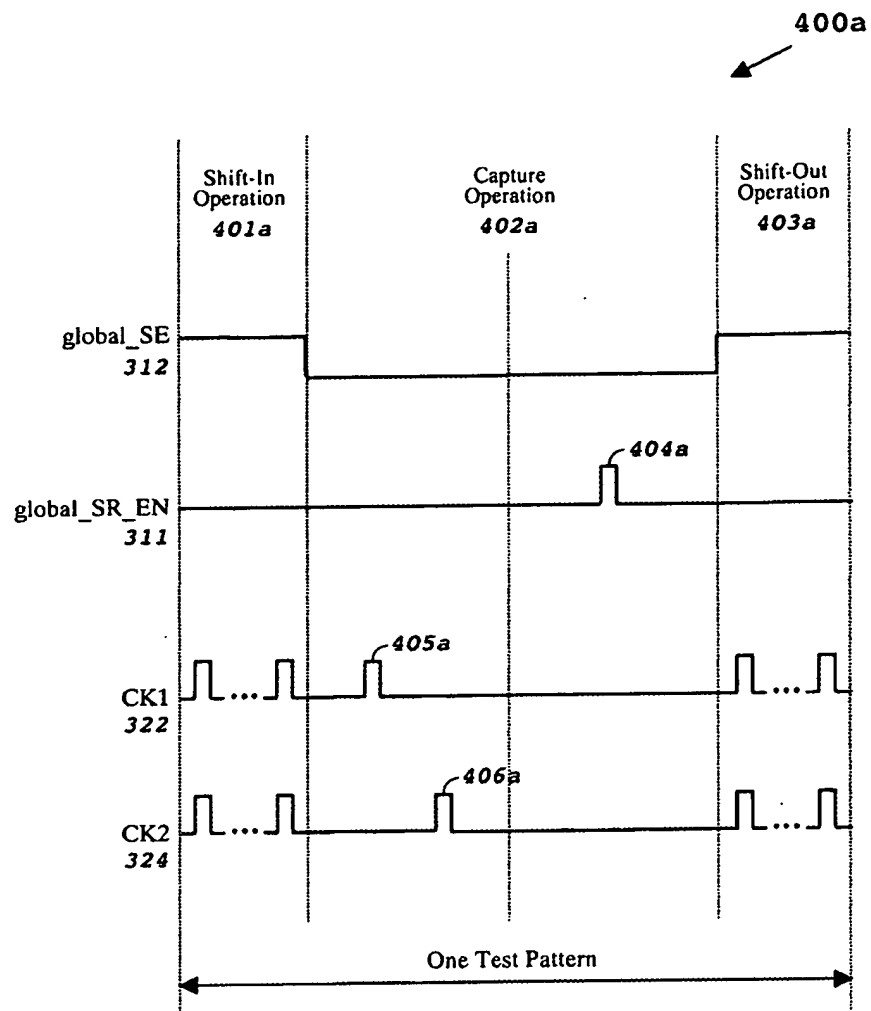 400a
Shift-In
Operation
401a
Capture
Operation
402a
Shift-Out
Operation
403a
global_SE
312
404a
global_SR_EN
311
405a
CK1
322
406a
CK2
324
One Test Pattern